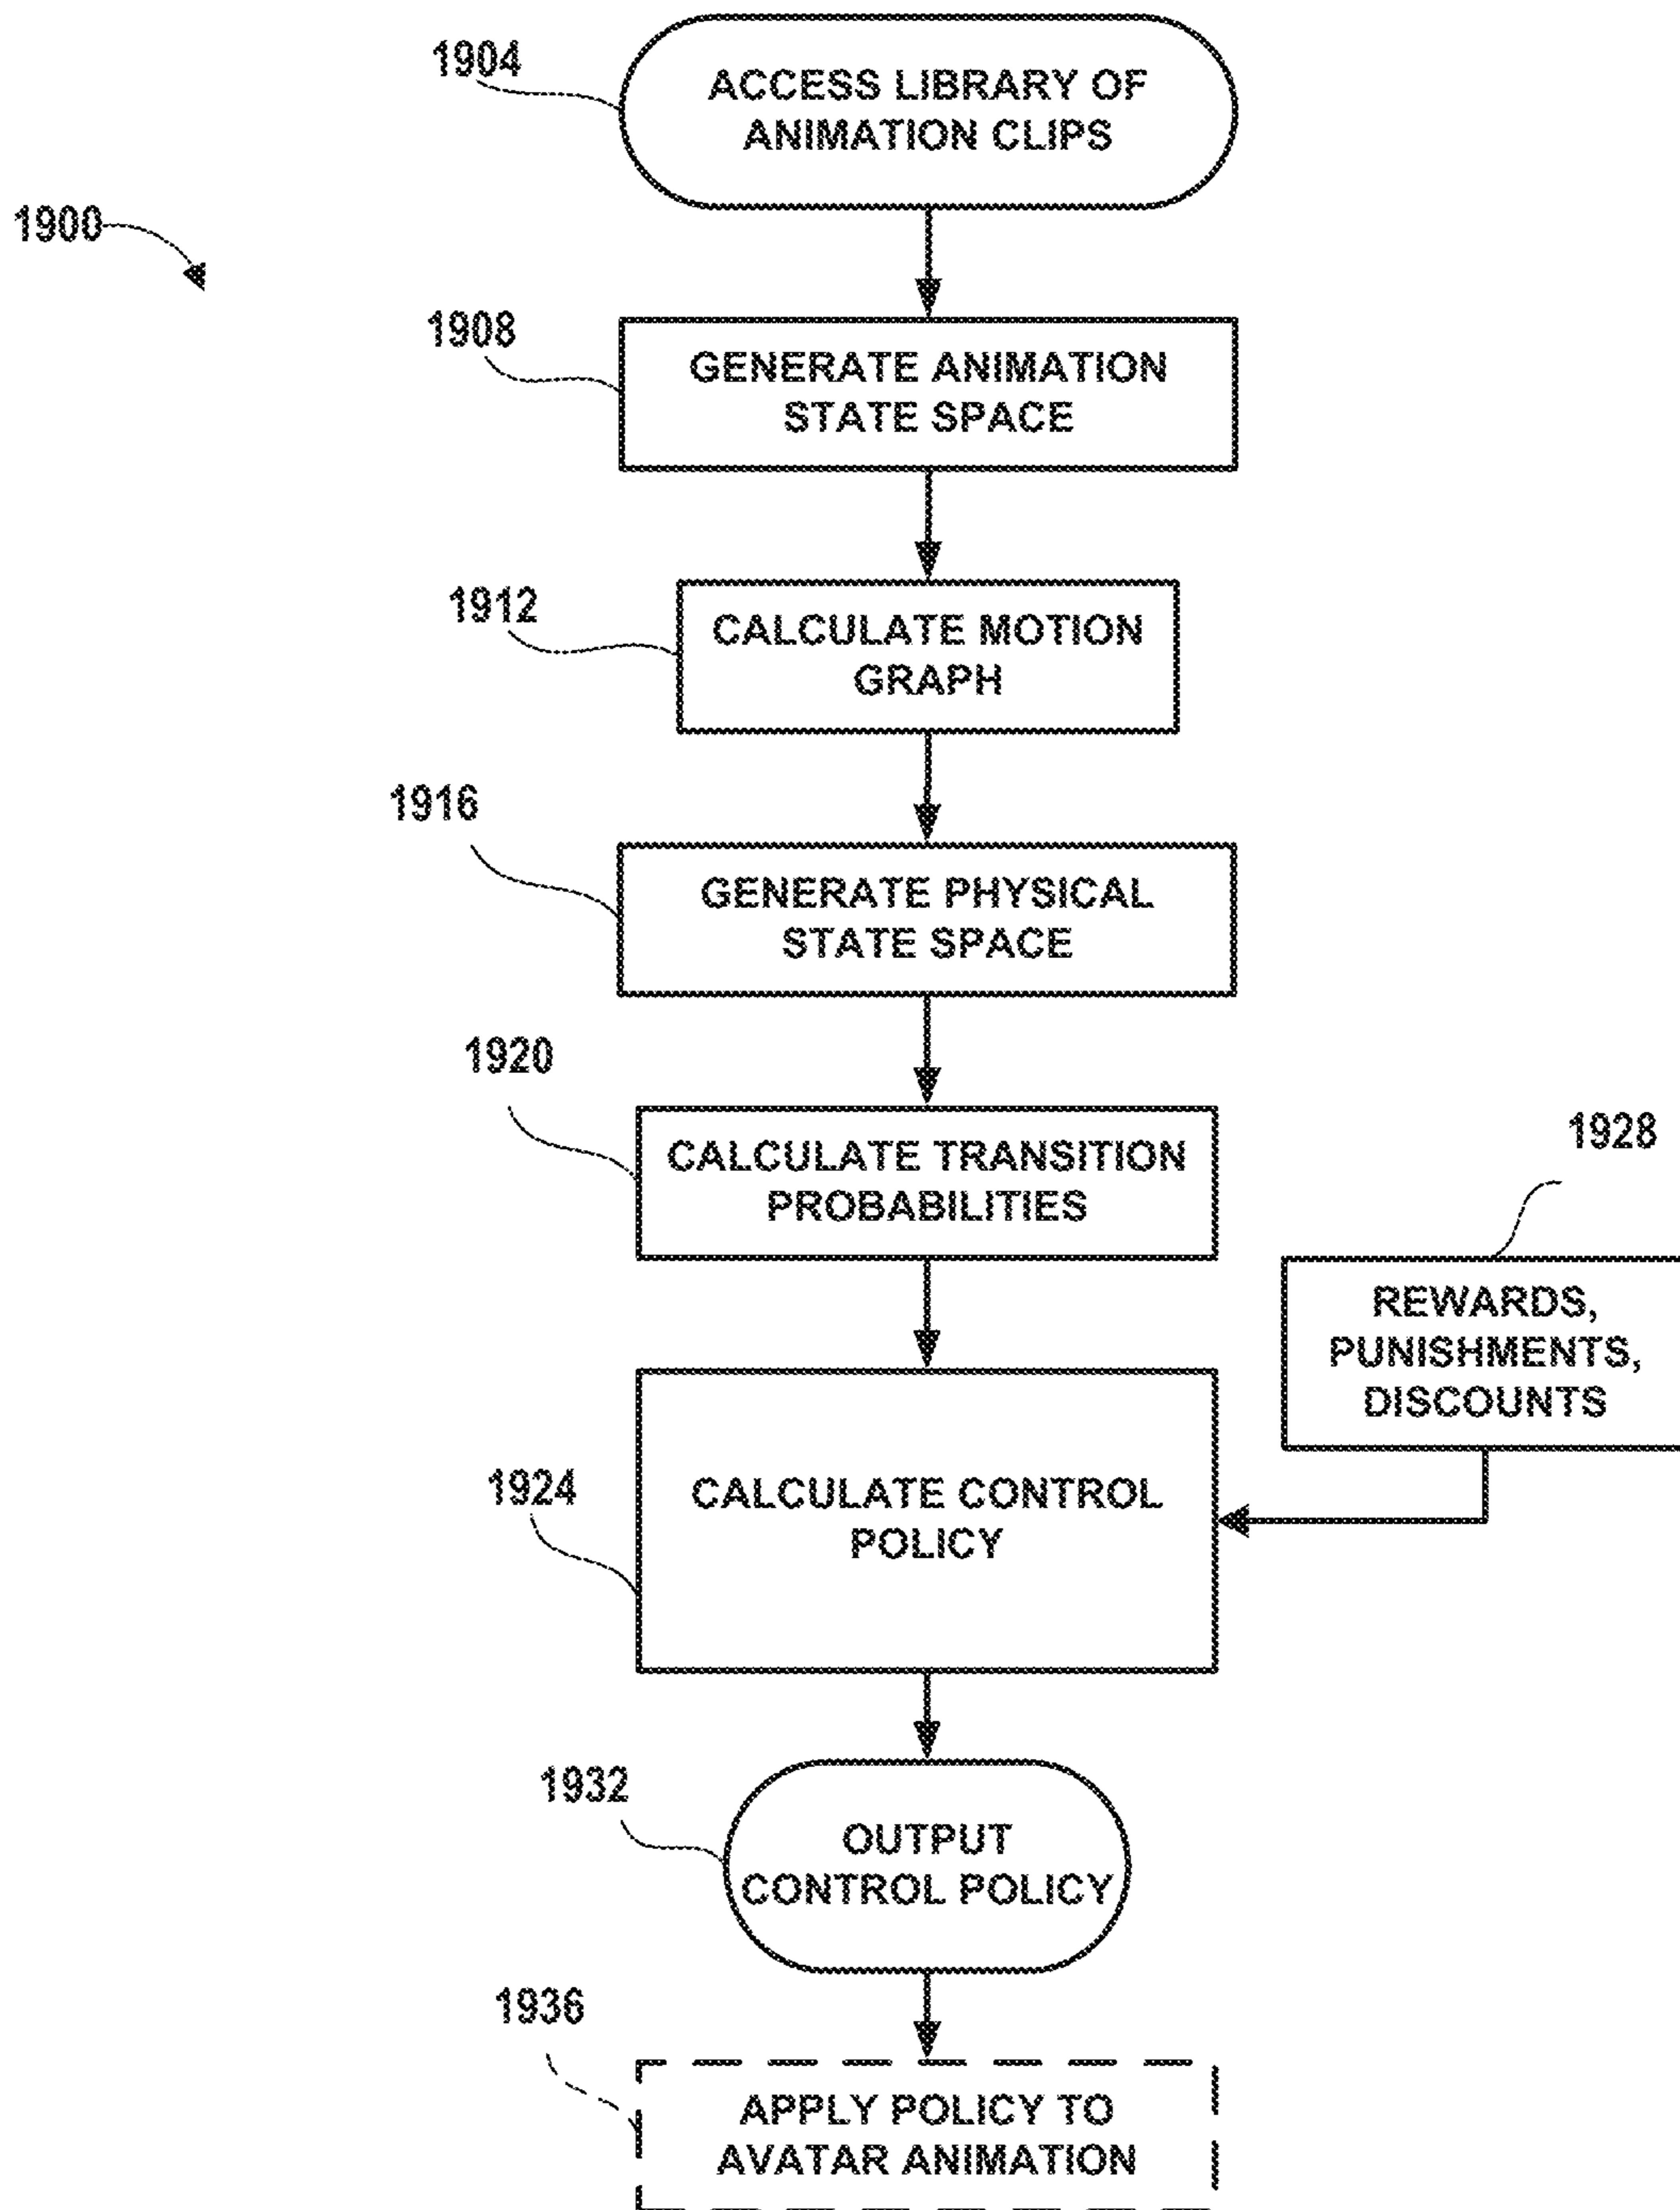 1904
ACCESS LIBRARY OF
ANIMATION CLIPS
1900
1908
GENERATE ANIMATION
STATE SPACE
1912
CALCULATE MOTION
GRAPH
1916
GENERATE PHYSICAL
STATE SPACE
1920
CALCULATE TRANSITION
PROBABILITIES
1928
REWARDS,
PUNISHMENTS,
DISCOUNTS
1924
CALCULATE CONTROL
POLICY
1932
OUTPUT
CONTROL POLICY
1936
APPLY POLICY TO
AVATAR ANIMATION